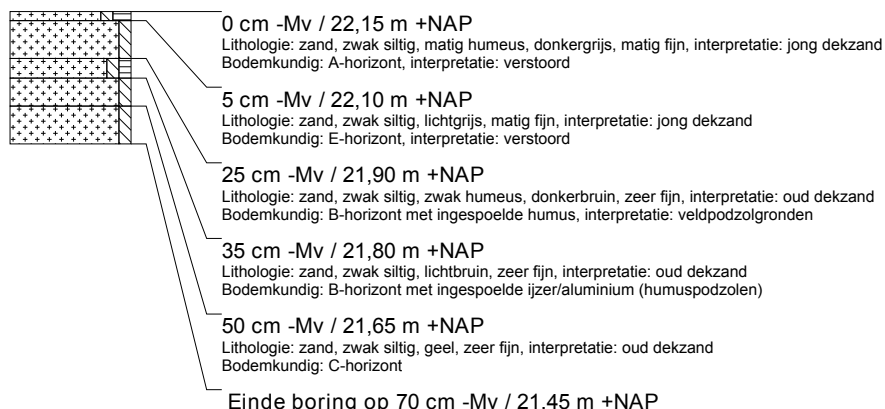 0 cm -Mv / 22,15 m +NAP
Lithologie: zand, zwak siltig, matig humeus, donkergrijs, matig fijn, interpretatie: jong dekzand
Bodemkundig: A-horizont, interpretatie: verstoord
5 cm -Mv / 22,10 m +NAP
Lithologie: zand, zwak siltig, lichtgrijs, matig fijn, interpretatie: jong dekzand
Bodemkundig: E-horizont, interpretatie: verstoord
25 cm -Mv / 21,90 m +NAP
Lithologie: zand, zwak siltig, zwak humeus, donkerbruin, zeer fijn, interpretatie: oud dekzand
Bodemkundig: B-horizont met ingespoelde humus, interpretatie: veldpodzolgronden
35 cm -Mv / 21,80 m +NAP
Lithologie: zand, zwak siltig, lichtbruin, zeer fijn, interpretatie: oud dekzand
Bodemkundig: B-horizont met ingespoelde ijzer/aluminium (humuspodzolen)
50 cm -Mv / 21,65 m +NAP
Lithologie: zand, zwak siltig, geel, zeer fijn, interpretatie: oud dekzand
Bodemkundig: C-horizont
Einde boring op 70 cm -Mv / 21,45 m +NAP